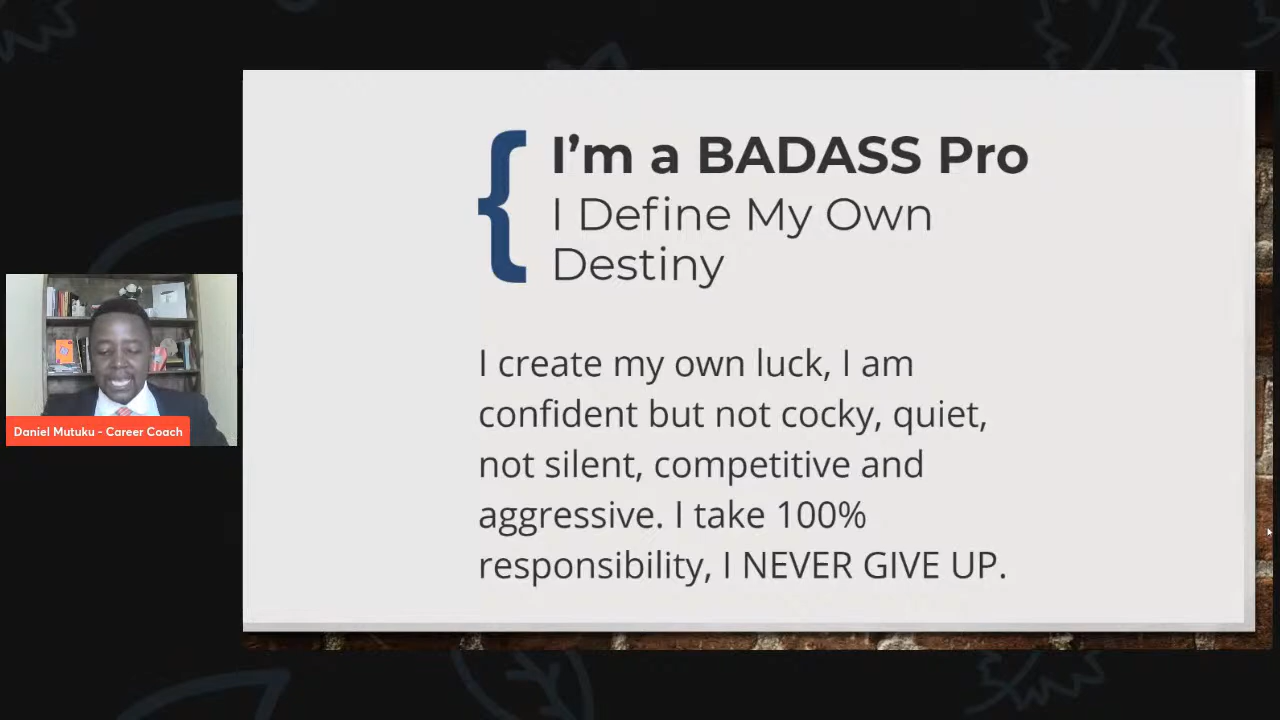 I’m a BADASS Pro
I Define My Own
Destiny
I create my own luck, I am
confident but not cocky, quiet,
not silent, competitive and
aggressive. I take 100%
responsibility, I NEVER GIVE UP.
Daniel Mutuku - Career Coach